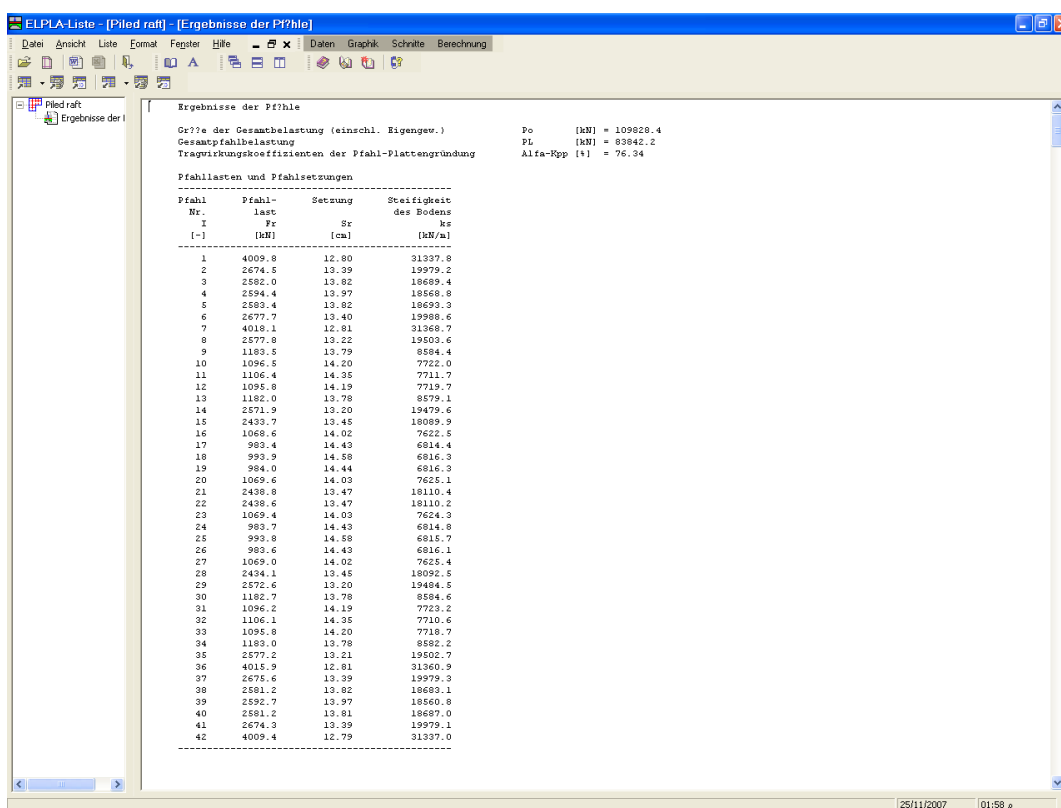 ELPLA-Liste - [Piled raft] - [Ergebnisse der Pf?hle]
Datei Ansicht Liste Format Fenster Hilfe Daten Graphik Schnitte Berechnung
Piled raft
Ergebnisse der
Ergebnisse der Pf?hle
Gr??e der Gesamtbelastung (einschl. Eigengew.) Po [kN] = 109828.4
Gesamtpfahlbelastung PL [kN] = 83842.2
Tragwirkungskoeffizienten der Pfahl-Plattengründung Alfa-Kpp [%] = 76.34
Pfahllasten und Pfahlsetzungen
Pfahl Pfahl- Setzung Steifigkeit
Nr. last des Bodens
I Fr Sr ks
[-] [kN] [cm] [kN/m]
1 4009.8 12.80 31337.8
2 2674.5 13.39 19979.2
3 2582.0 13.82 18689.4
4 2594.4 13.97 18568.8
5 2583.4 13.82 18693.3
6 2677.7 13.40 19988.6
7 4018.1 12.81 31368.7
8 2577.8 13.22 19503.6
9 1183.5 13.79 8584.4
10 1096.5 14.20 7722.0
11 1106.4 14.35 7711.7
12 1095.8 14.19 7719.7
13 1182.0 13.78 8579.1
14 2571.9 13.20 19479.6
15 2433.7 13.45 18089.9
16 1068.6 14.02 7622.5
17 983.4 14.43 6814.4
18 993.9 14.58 6816.3
19 984.0 14.44 6816.3
20 1069.6 14.03 7625.1
21 2438.8 13.47 18110.4
22 2438.6 13.47 18110.2
23 1069.4 14.03 7624.3
24 983.7 14.43 6814.8
25 993.8 14.58 6815.7
26 983.6 14.43 6816.1
27 1069.0 14.02 7625.4
28 2434.1 13.45 18092.5
29 2572.6 13.20 19484.5
30 1182.7 13.78 8584.6
31 1096.2 14.19 7723.2
32 1106.1 14.35 7710.6
33 1095.8 14.20 7718.7
34 1183.0 13.78 8582.2
35 2577.2 13.21 19502.7
36 4015.9 12.81 31360.9
37 2675.6 13.39 19979.3
38 2581.2 13.82 18683.1
39 2592.7 13.97 18560.8
40 2581.2 13.81 18687.0
41 2674.3 13.39 19979.1
42 4009.4 12.79 31337.0
25/11/2007 01:58 م